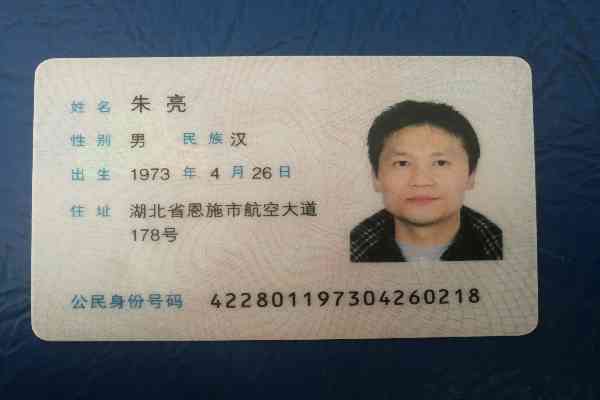 姓名 朱亮
性别 男 民族 汉
出生 1973 年 4 月 26 日
住址 湖北省恩施市航空大道
178号
公民身份号码 422801197304260218